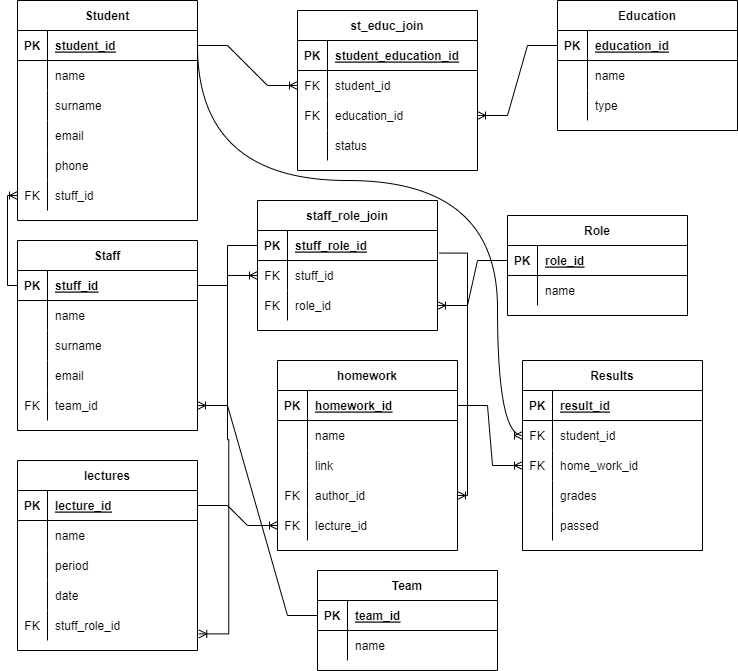 Student
PK student_id
name
surname
email
phone
FK stuff_id
st_educ_join
PK student_education_id
FK student_id
FK education_id
status
Education
PK education_id
name
type
Staff
PK stuff_id
name
surname
email
FK team_id
staff_role_join
PK stuff_role_id
FK stuff_id
FK role_id
Role
PK role_id
name
homework
PK homework_id
name
link
FK author_id
FK lecture_id
Results
PK result_id
FK student_id
FK home_work_id
grades
passed
lectures
PK lecture_id
name
period
date
FK stuff_role_id
Team
PK team_id
name